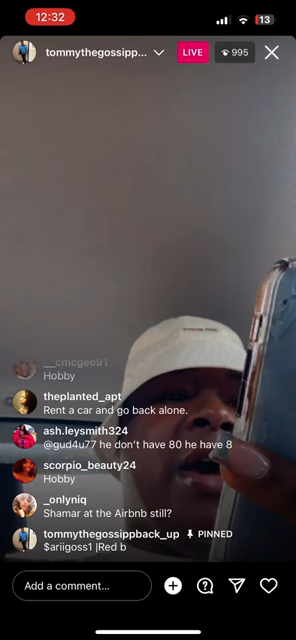 12:32
13
tommythegossipp...
LIVE
995
__cmcgee91
Hobby
theplanted_apt
Rent a car and go back alone.
ash.leysmith324
@gud4u77 he don't have 80 he have 8
scorpio_beauty24
Hobby
_onlyniq
Shamar at the Airbnb still?
tommythegossippback_up PINNED
$ariigoss1 |Red b
Add a comment...